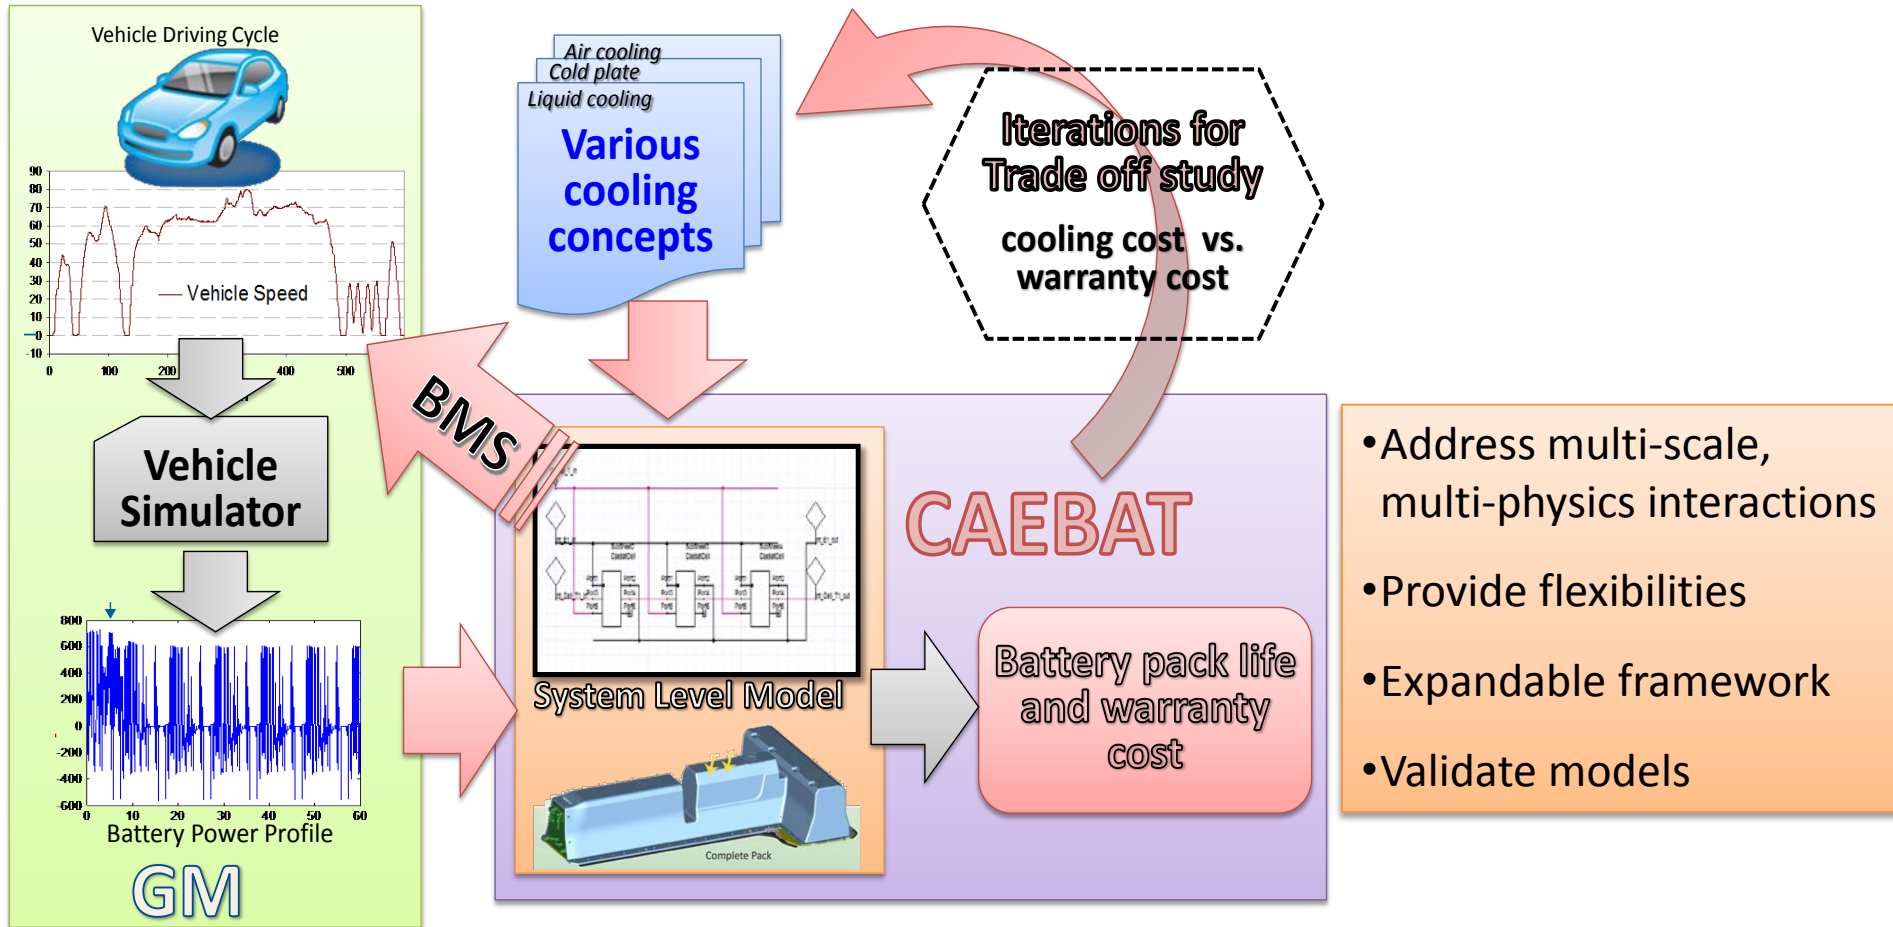 Vehicle Driving Cycle
90
80
70
60
50
40
30
20
10
0
-10
Vehicle Speed
0 100 200 400 500
Vehicle
Simulator
800
600
400
200
0
-200
-400
-600
0 10 20 30 40 50 60
Battery Power Profile
GM
Air cooling
Cold plate
Liquid cooling
Various
cooling
concepts
BMS
Iterations for
Trade off study
cooling cost vs.
warranty cost
CAEBAT
System Level Model
Complete Pack
Battery pack life
and warranty
cost
•Address multi-scale,
multi-physics interactions
•Provide flexibilities
•Expandable framework
•Validate models